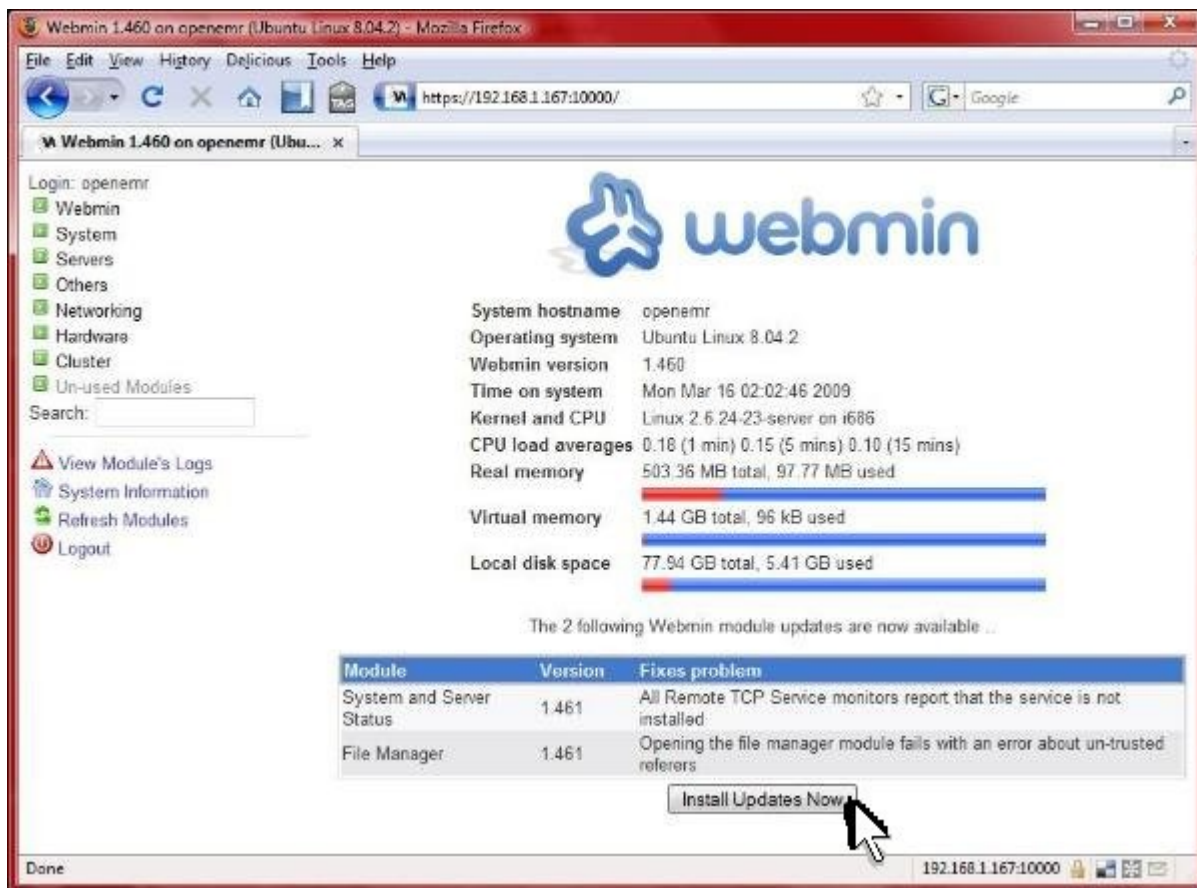 Webmin 1.460 on openemr (Ubuntu Linux 8.04.2) - Mozilla Firefox
File Edit View History Delicious Tools Help
TAG https://192.168.1.167:10000/ G Google
Webmin 1.460 on openemr (Ubu... x
Login: openemr
Webmin
System
Servers
Others
Networking
Hardware
Cluster
Un-used Modules
Search:
View Module's Logs
System Information
Refresh Modules
Logout
webmin
System hostname openemr
Operating system Ubuntu Linux 8.04.2
Webmin version 1.460
Time on system Mon Mar 16 02:02:46 2009
Kernel and CPU Linux 2.6.24-23-server on i686
CPU load averages 0.18 (1 min) 0.15 (5 mins) 0.10 (15 mins)
Real memory 503.36 MB total, 97.77 MB used
Virtual memory 1.44 GB total, 96 kB used
Local disk space 77.94 GB total, 5.41 GB used
The 2 following Webmin module updates are now available ..
Module Version Fixes problem
System and Server Status 1.461 All Remote TCP Service monitors report that the service is not installed
File Manager 1.461 Opening the file manager module fails with an error about un-trusted referers
Install Updates Now
Done 192.168.1.167:10000